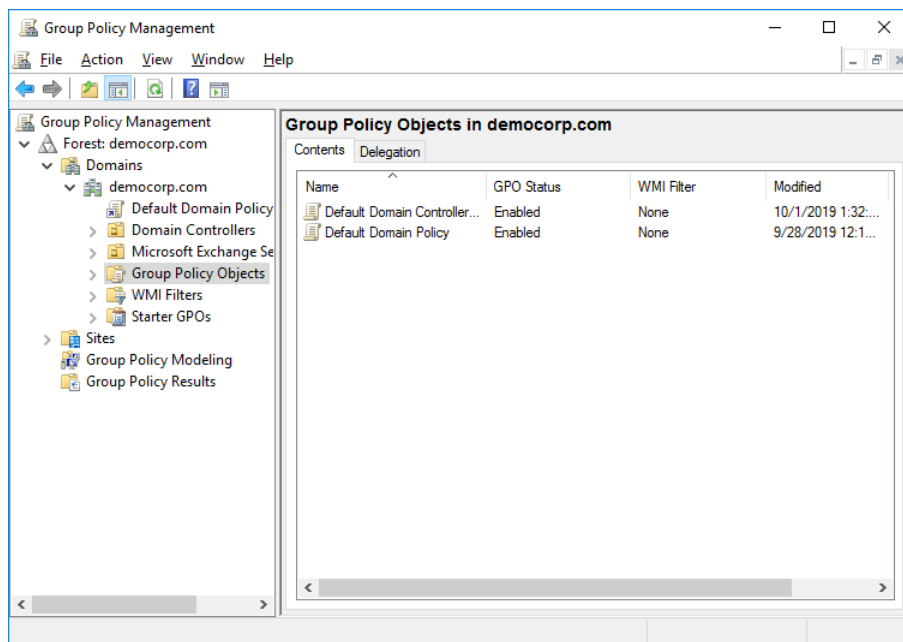 Group Policy Management
File Action View Window Help
Group Policy Management
Forest: democorp.com
Domains
democorp.com
Default Domain Policy
Domain Controllers
Microsoft Exchange Se
Group Policy Objects
WMI Filters
Starter GPOs
Sites
Group Policy Modeling
Group Policy Results
Group Policy Objects in democorp.com
Contents Delegation
Name GPO Status WMI Filter Modified
Default Domain Controller... Enabled None 10/1/2019 1:32:...
Default Domain Policy Enabled None 9/28/2019 12:1...